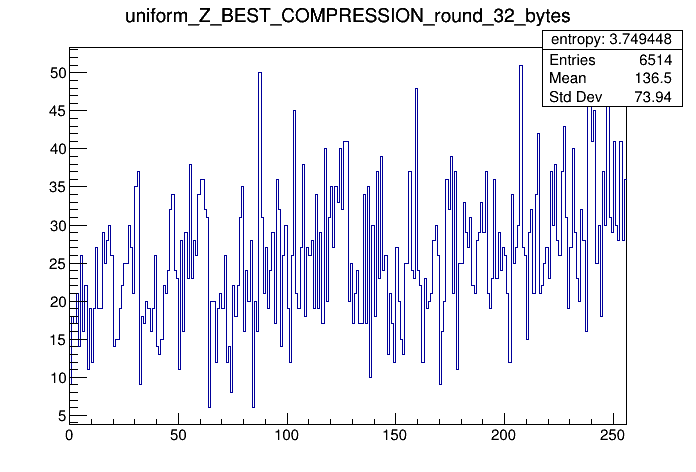 uniform_Z_BEST_COMPRESSION_round_32_bytes
entropy: 3.749448
Entries 6514
Mean 136.5
Std Dev 73.94
50
45
40
35
30
25
20
15
10
5
0 50 100 150 200 250